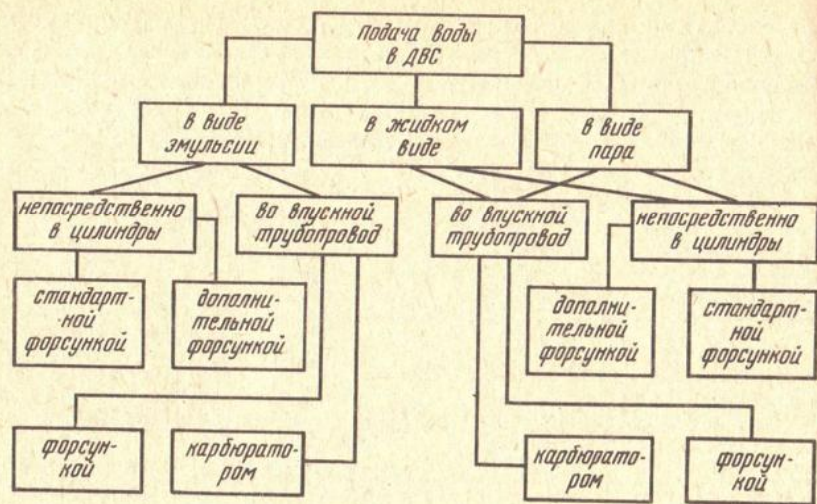 подача воды
в ДВС
в виде
эмульсии
в жидком
виде
в виде
пара
непосредственно
в цилиндры
во впускной
трубопровод
во впускной
трубопровод
непосредственно
в цилиндры
стандарт-
ной
форсункой
дополни-
тельной
форсункой
дополни-
тельной
форсункой
стандарт-
ной
форсункой
форсун-
кой
карбюрато-
ром
карбюрато-
ром
форсун-
кой